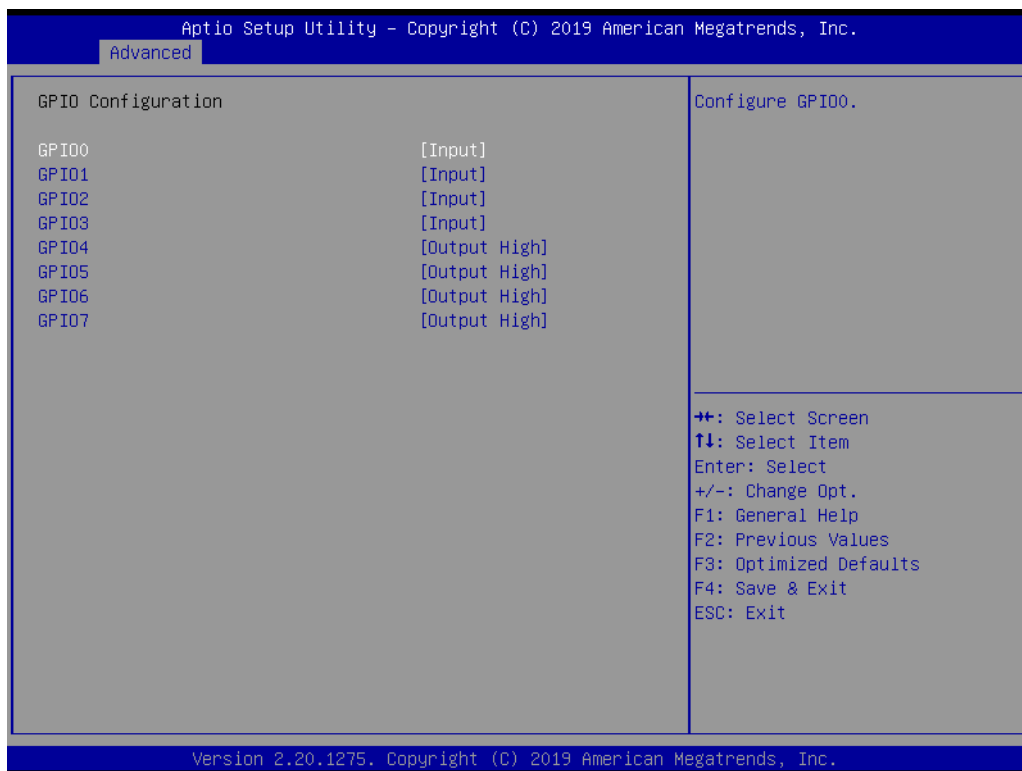 Aptio Setup Utility – Copyright (C) 2019 American Megatrends, Inc.
Advanced
GPIO Configuration
GPIO0 [Input]
GPIO1 [Input]
GPIO2 [Input]
GPIO3 [Input]
GPIO4 [Output High]
GPIO5 [Output High]
GPIO6 [Output High]
GPIO7 [Output High]
Configure GPIO0.
→←: Select Screen
↑↓: Select Item
Enter: Select
+/-: Change Opt.
F1: General Help
F2: Previous Values
F3: Optimized Defaults
F4: Save & Exit
ESC: Exit
Version 2.20.1275. Copyright (C) 2019 American Megatrends, Inc.